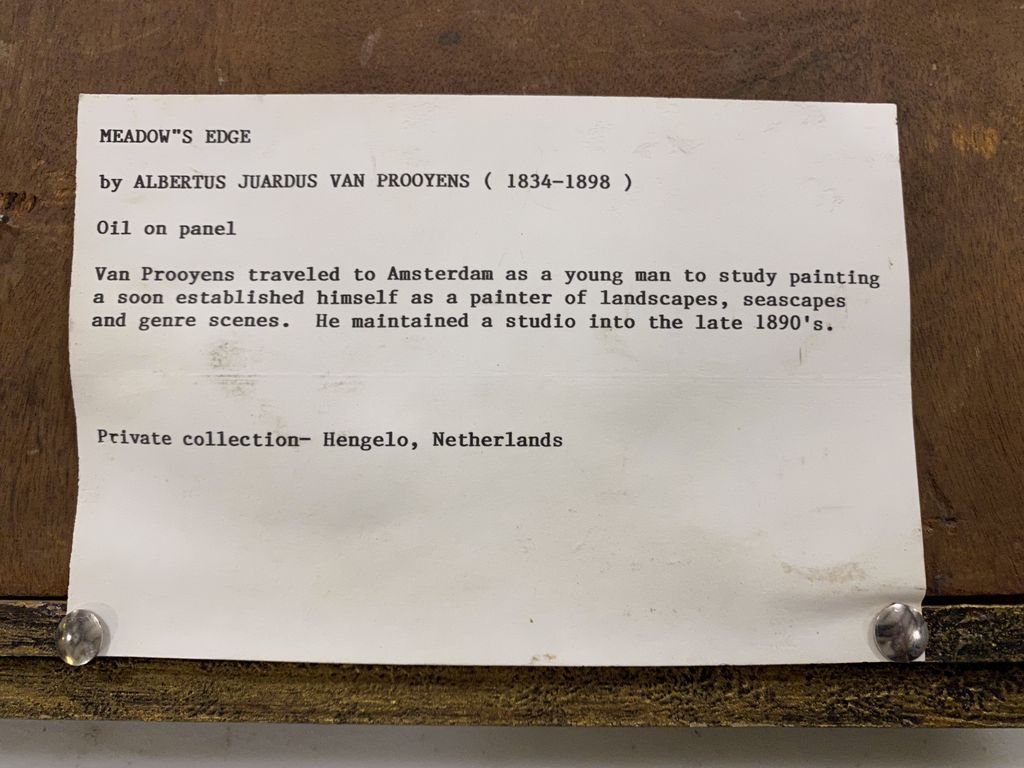 MEADOW"S EDGE
by ALBERTUS JUARDUS VAN PROOYENS ( 1834-1898 )
Oil on panel
Van Prooyens traveled to Amsterdam as a young man to study painting
a soon established himself as a painter of landscapes, seascapes
and genre scenes.  He maintained a studio into the late 1890's.
Private collection- Hengelo, Netherlands